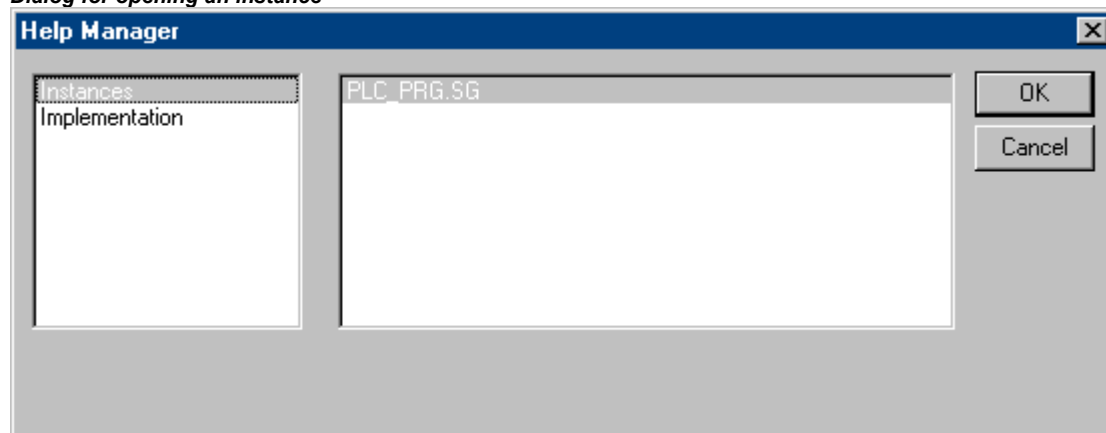 Dialog for opening an instance
Help Manager
Instances
Implementation
PLC_PRG.SG
OK
Cancel